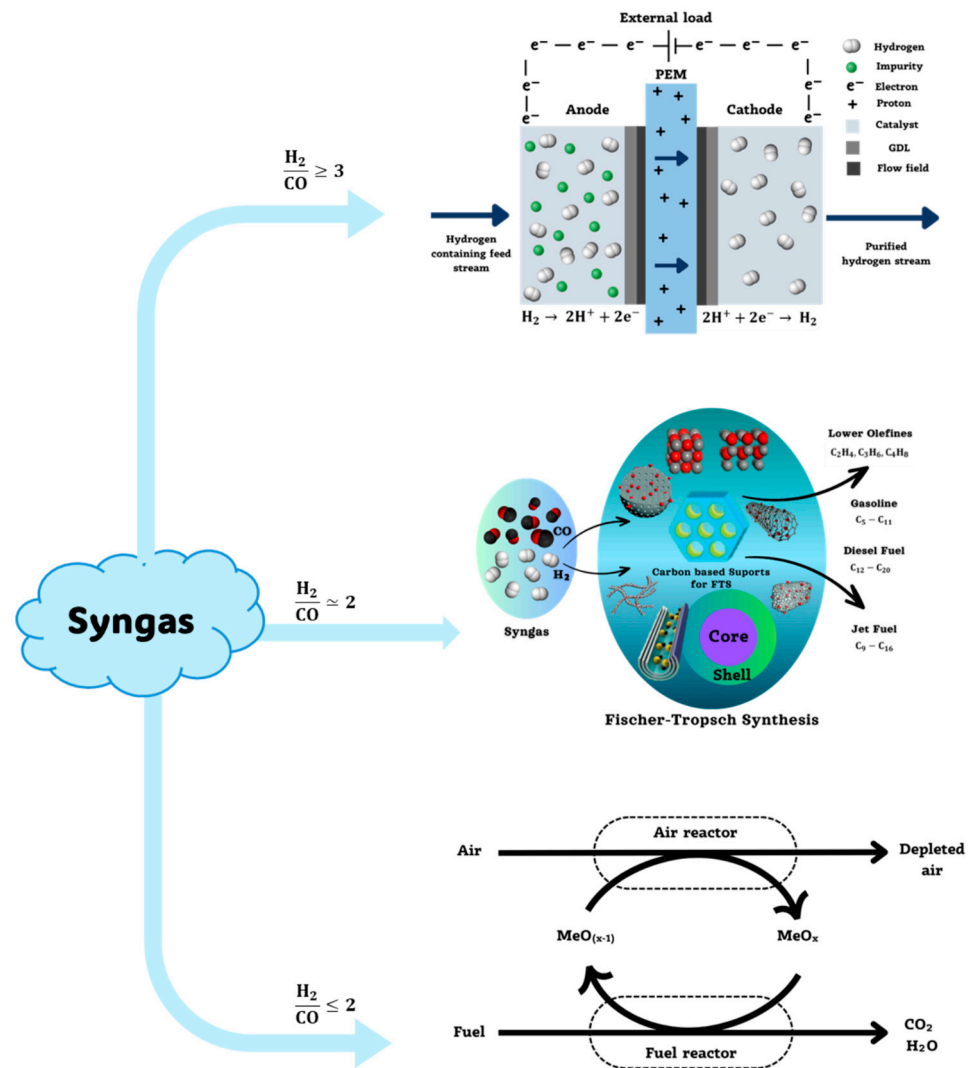 External load
e⁻ e⁻ e⁻ e⁻ e⁻ e⁻
e⁻ e⁻
e⁻ e⁻
PEM
Anode
Cathode
Hydrogen
Impurity
e⁻ Electron
+ Proton
Catalyst
GDL
Flow field
H₂/CO ≥ 3
Hydrogen
containing feed
stream
Purified
hydrogen stream
H₂ → 2H⁺ + 2e⁻
2H⁺ + 2e⁻ → H₂
Syngas
H₂/CO ≃ 2
CO
H₂
Syngas
Carbon based Suports
for FTS
Core
Shell
Fischer-Tropsch Synthesis
Lower Olefines
C₂H₄, C₃H₆, C₄H₈
Gasoline
C₅ − C₁₁
Diesel Fuel
C₁₂ − C₂₀
Jet Fuel
C₉ − C₁₆
H₂/CO ≤ 2
Air reactor
Air
Depleted
air
MeO₍ₓ₋₁₎
MeOₓ
Fuel
CO₂
H₂O
Fuel reactor